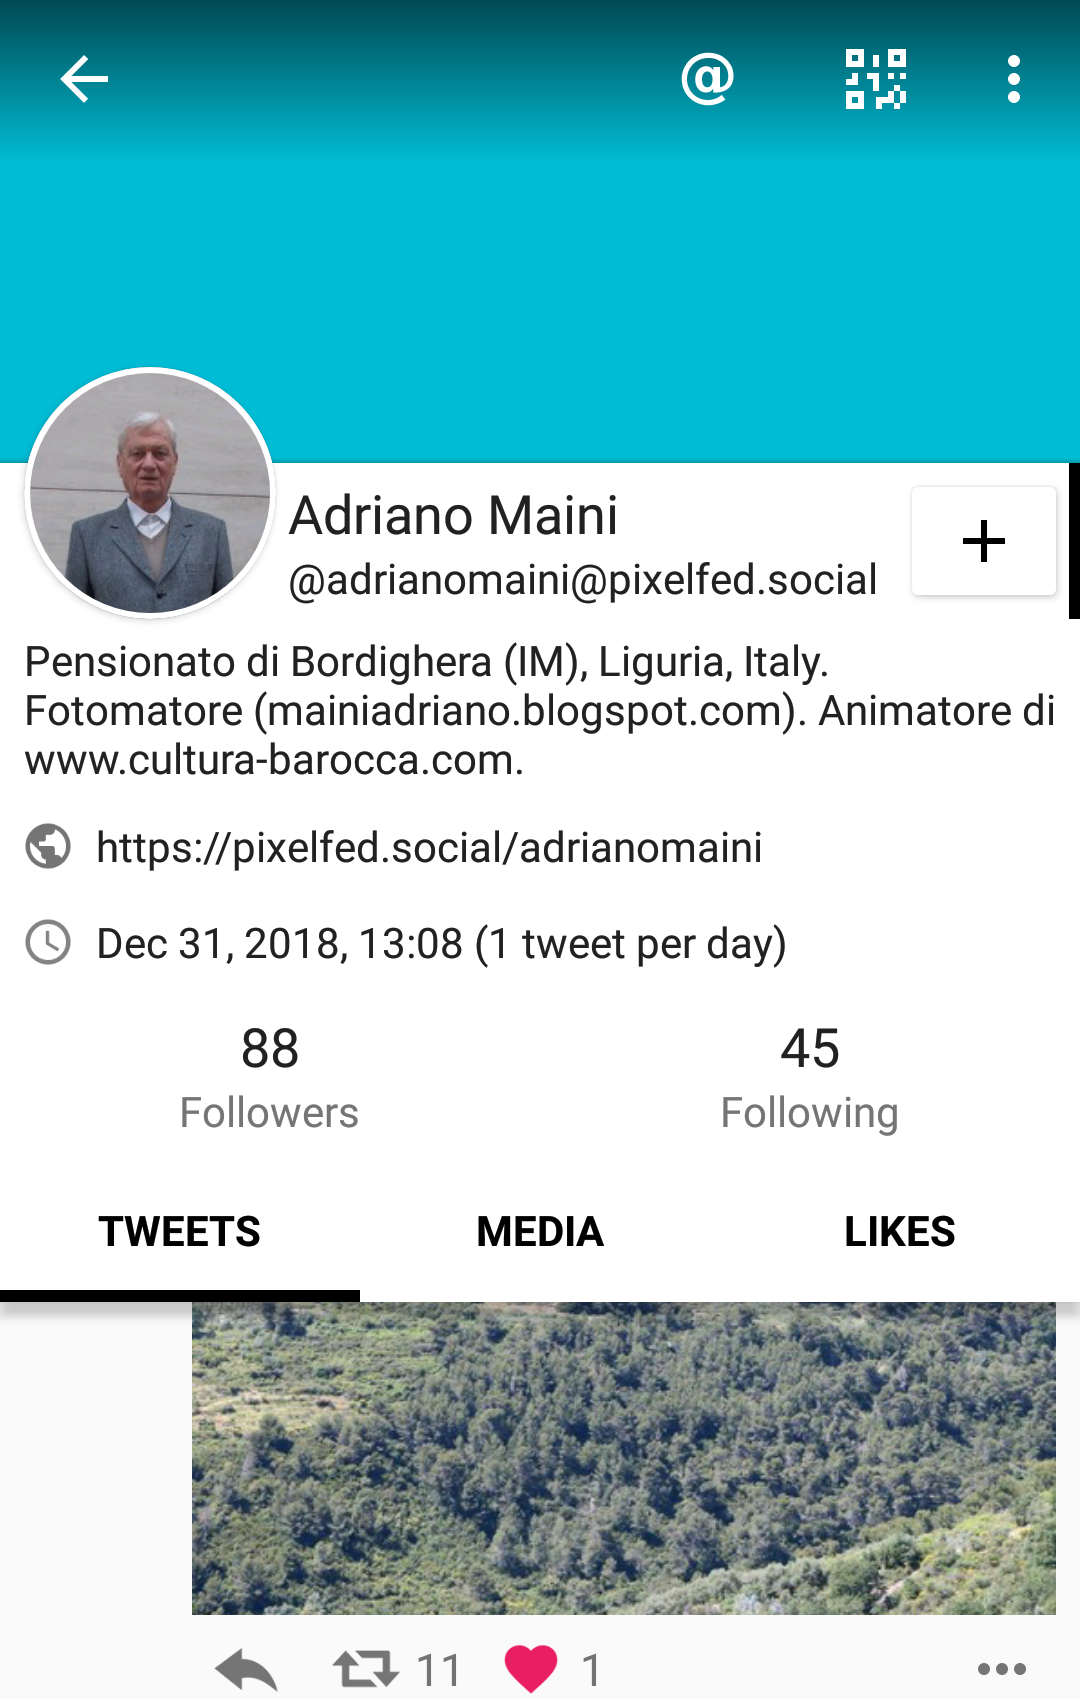 @
Adriano Maini
@adrianomaini@pixelfed.social
Pensionato di Bordighera (IM), Liguria, Italy.
Fotomatore (mainiadriano.blogspot.com). Animatore di
www.cultura-barocca.com.
https://pixelfed.social/adrianomaini
Dec 31, 2018, 13:08 (1 tweet per day)
88 45
Followers Following
TWEETS MEDIA LIKES
11 1